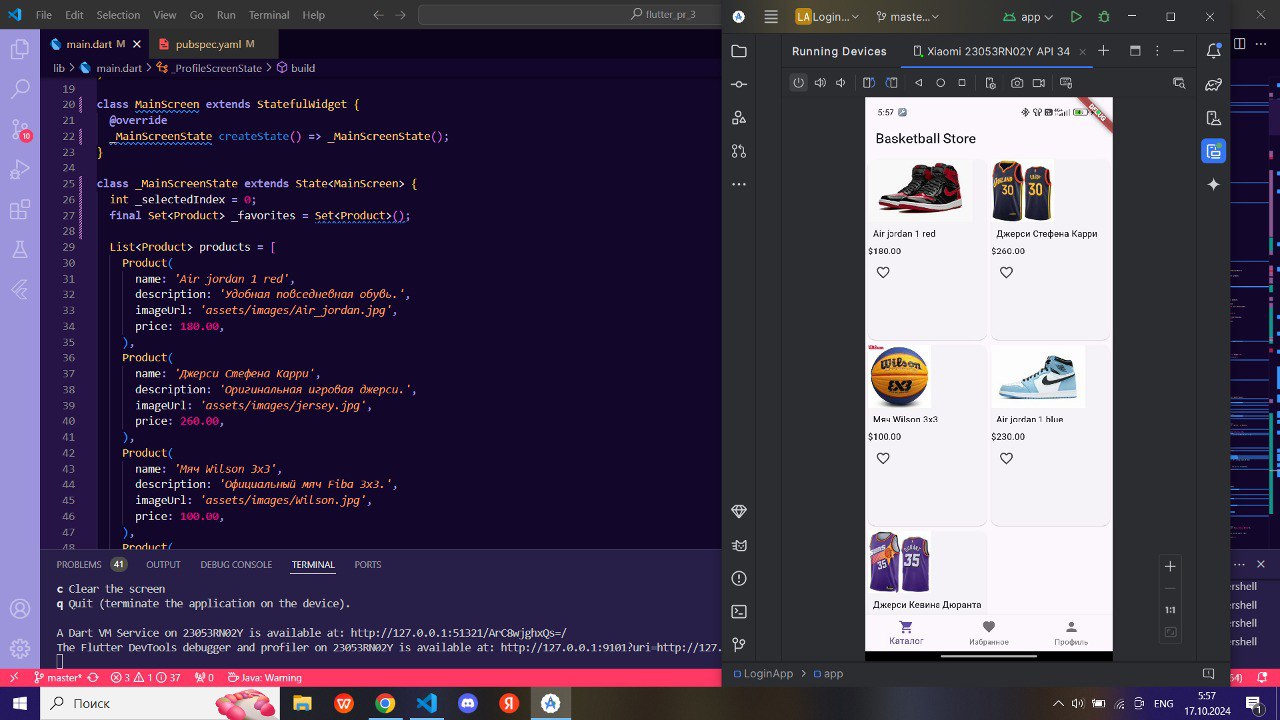 File Edit Selection View Go Run Terminal Help
flutter_pr_3
main.dart M
pubspec.yaml M
lib > main.dart > _ProfileScreenState > build
19
20 class MainScreen extends StatefulWidget {
21 @override
22 _MainScreenState createState() => _MainScreenState();
23 }
24
25 class _MainScreenState extends State<MainScreen> {
26 int _selectedIndex = 0;
27 final Set<Product> _favorites = Set<Product>();
28
29 List<Product> products = [
30 Product(
31 name: 'Air jordan 1 red',
32 description: 'Удобная повседневная обувь.',
33 imageUrl: 'assets/images/Air_jordan.jpg',
34 price: 180.00,
35 ),
36 Product(
37 name: 'Джерси Стефена Карри',
38 description: 'Оригинальная игровая джерси.',
39 imageUrl: 'assets/images/jersey.jpg',
40 price: 260.00,
41 ),
42 Product(
43 name: 'Мяч Wilson 3x3',
44 description: 'Официальный мяч Fiba 3x3.',
45 imageUrl: 'assets/images/Wilson.jpg',
46 price: 100.00,
47 ),
48 Product(
10
PROBLEMS 41 OUTPUT DEBUG CONSOLE TERMINAL PORTS
c Clear the screen
q Quit (terminate the application on the device).
A Dart VM Service on 23053RN02Y is available at: http://127.0.0.1:51321/ArC8wjghxQs=/
The Flutter DevTools debugger and profiler on 23053RN02Y is available at: http://127.0.0.1:9101?uri=http://127.
master* 3 1 37 0 Java: Warning
LA Login... maste... app
Running Devices Xiaomi 23053RN02Y API 34
5:57
Basketball Store
Air jordan 1 red
$180.00
OAKLAND
30
30
Джерси Стефена Карри
$260.00
Wilson
3X3
Мяч Wilson 3x3
$100.00
Air jordan 1 blue
$230.00
35
35
Джерси Кевина Дюранта
Каталог Избранное Профиль
1:1
LoginApp > app
ershell
ershell
ershell
ershell
Поиск
ENG
5:57
17.10.2024